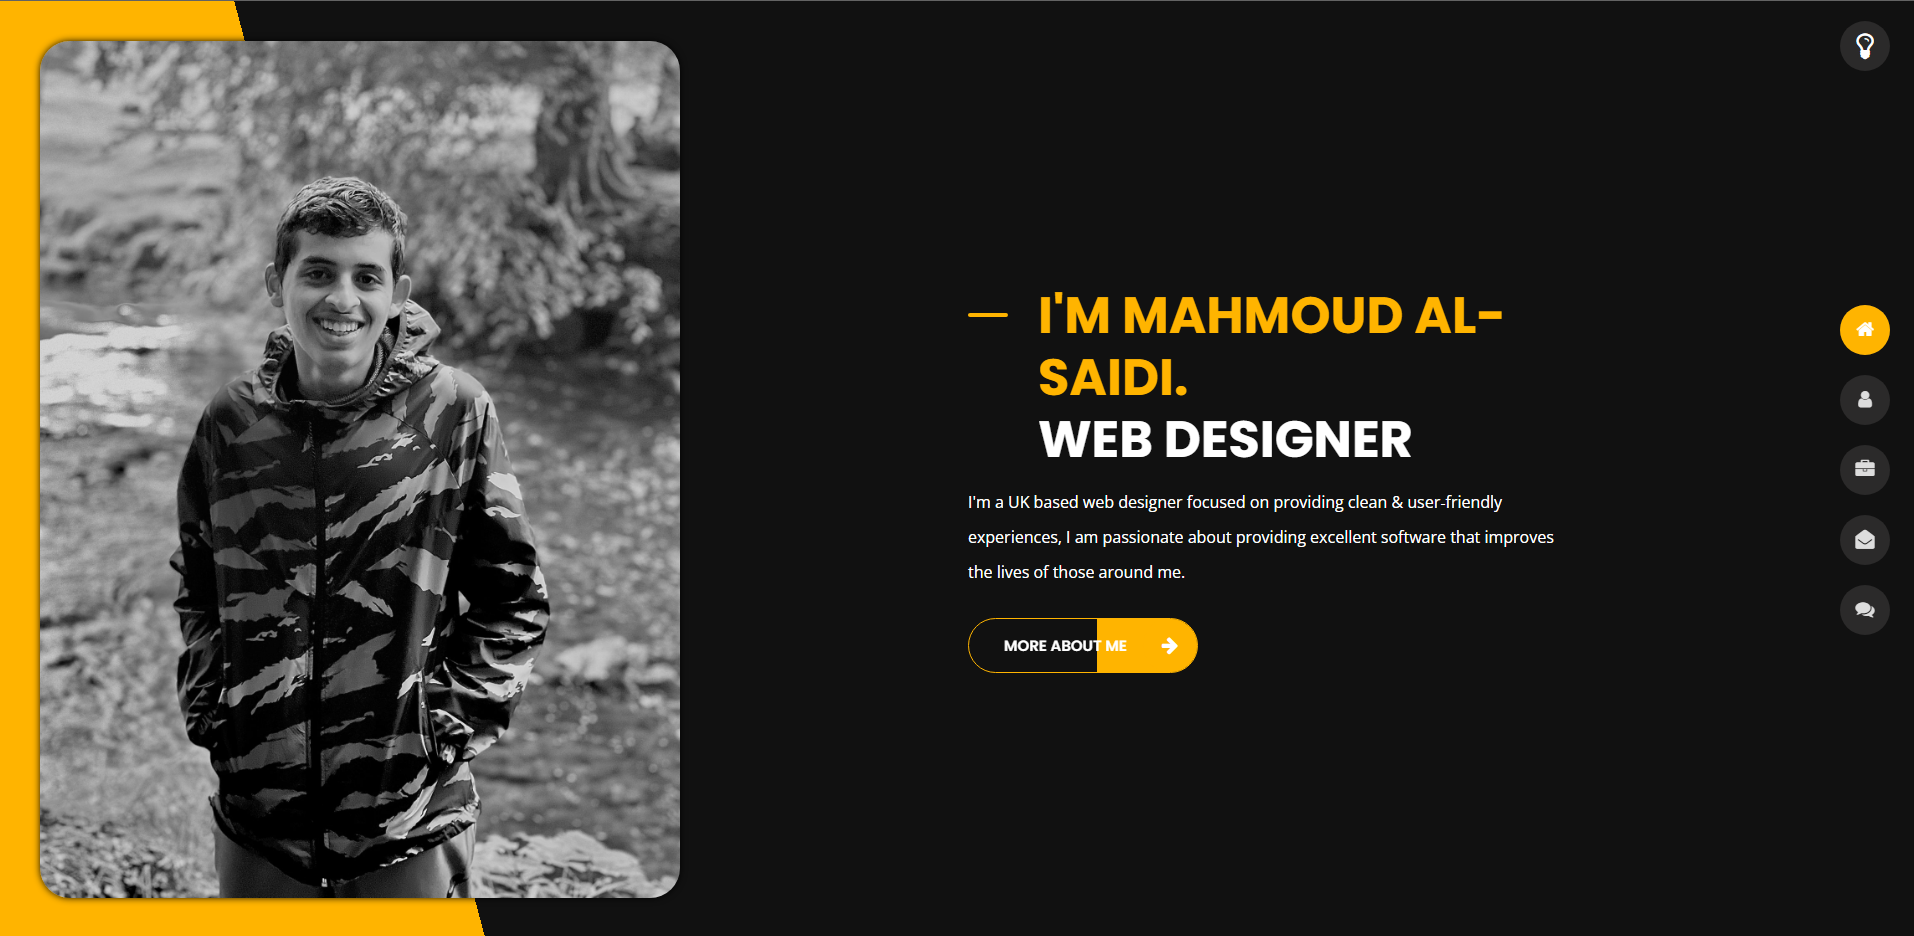 I'M MAHMOUD AL-
SAIDI.
WEB DESIGNER
I'm a UK based web designer focused on providing clean & user-friendly
experiences, I am passionate about providing excellent software that improves
the lives of those around me.
MORE ABOUT ME